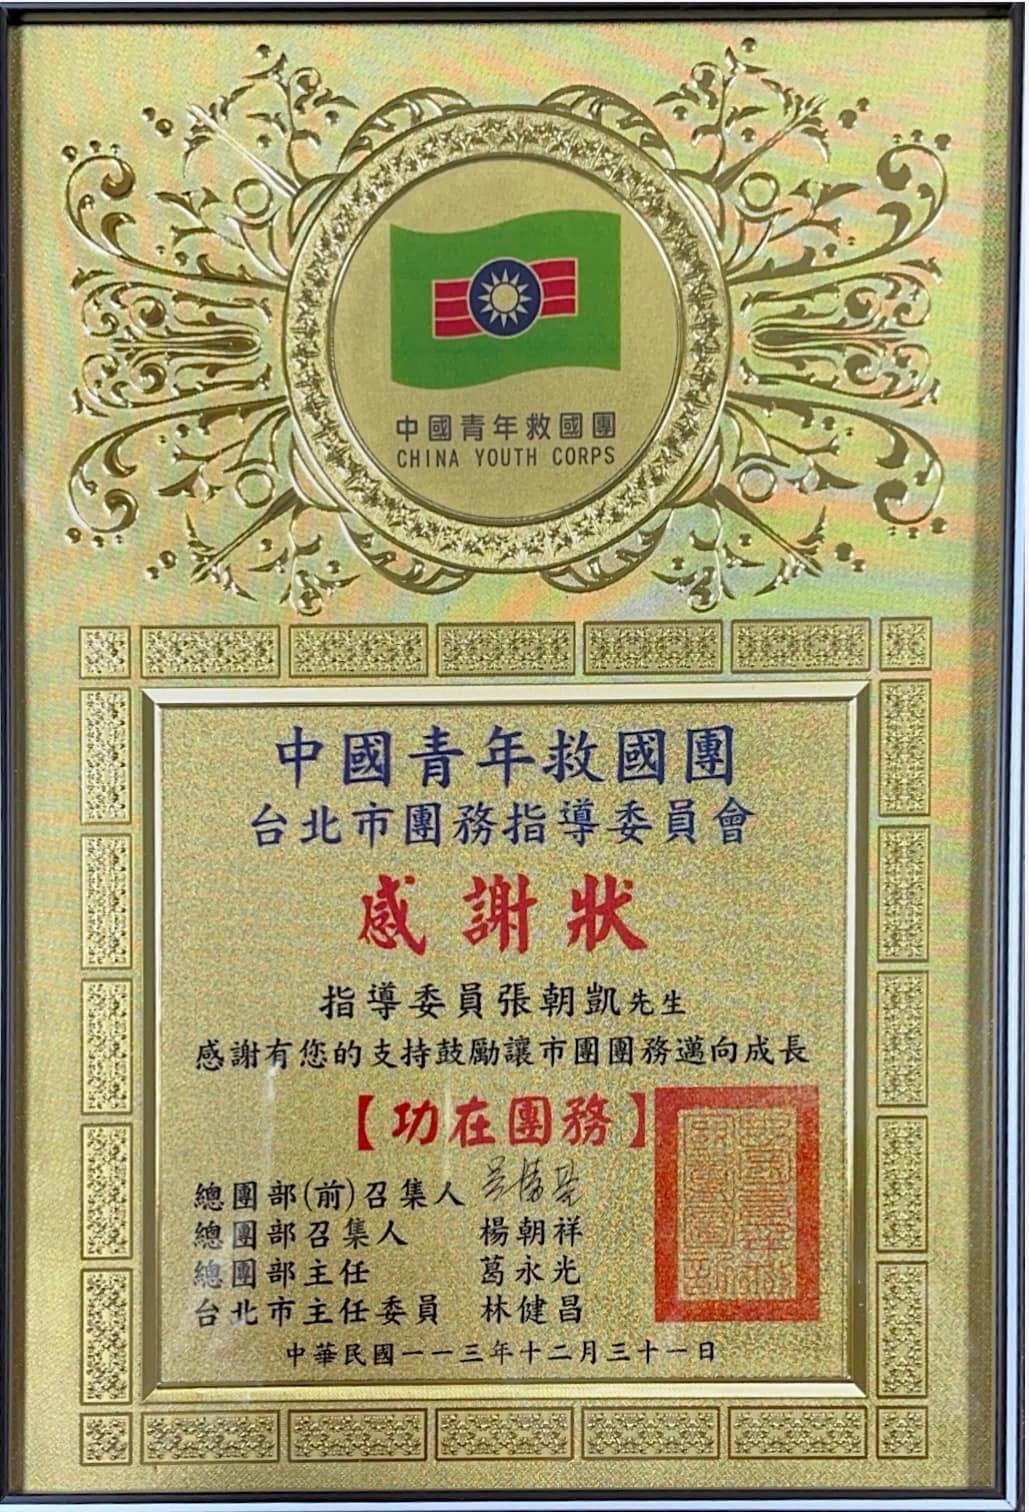 中國青年救國團
CHINA YOUTH CORPS
中國青年救國團
台北市團務指導委員會
感謝狀
指導委員張朝凱先生
感謝有您的支持鼓勵讓市團團務邁向成長
【功在團務】
總團部(前)召集人
總團部召集人 楊朝祥
總團部主任 葛永光
台北市主任委員 林健昌
中華民國一一三年十二月三十一日